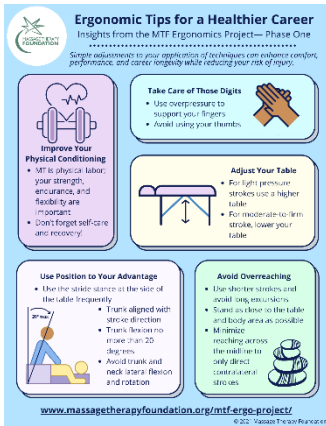 MASSAGE THERAPY
FOUNDATION
Ergonomic Tips for a Healthier Career
Insights from the MTF Ergonomics Project— Phase One
Simple adjustments to your application of techniques can enhance comfort,
performance, and career longevity while reducing your risk of injury.
Improve Your
Physical Conditioning
• MT is physical labor;
your strength,
endurance, and
flexibility are
important
• Don't forget self-care
and recovery!
Take Care of Those Digits
• Use overpressure to
support your fingers
• Avoid using your thumbs
Adjust Your Table
• For light pressure
strokes use a higher
table
• For moderate-to-firm
stroke, lower your
table
Use Position to Your Advantage
• Use the stride stance at the side of
the table frequently
• Trunk aligned with
stroke direction
• Trunk flexion no
more than 20
degrees
• Avoid trunk and
neck lateral flexion
and rotation
20° max.
Avoid Overreaching
• Use shorter strokes and
avoid long excursions
• Stand as close to the table
and body area as possible
• Minimize
reaching across
the midline to
only direct
contralateral
strokes
www.massagetherapyfoundation.org/mtf-ergo-project/
© 2021 Massage Therapy Foundation